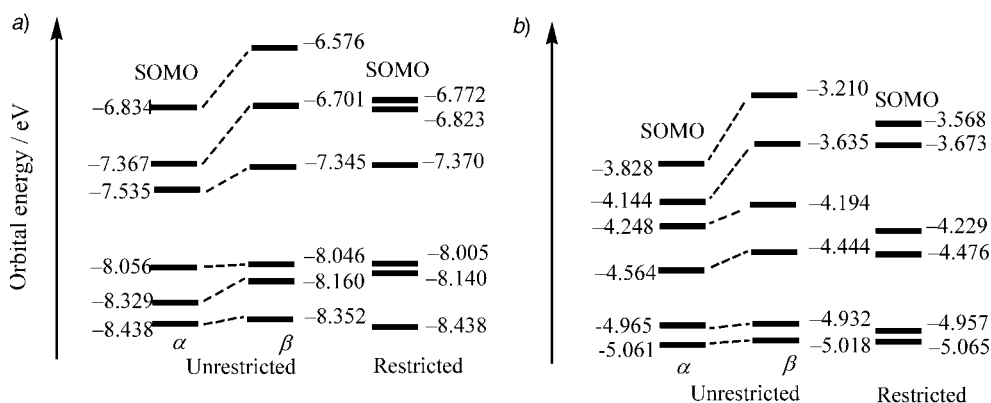 a)
Orbital energy / eV
SOMO
–6.834
–7.367
–7.535
–8.056
–8.329
–8.438
α
–6.576
–6.701
–7.345
–8.046
–8.160
–8.352
β
Unrestricted
SOMO
–6.772
–6.823
–7.370
–8.005
–8.140
–8.438
Restricted
b)
SOMO
–3.828
–4.144
–4.248
–4.564
-4.965
-5.061
α
–3.210
–3.635
–4.194
–4.444
–4.932
–5.018
β
Unrestricted
SOMO
–3.568
–3.673
–4.229
–4.476
–4.957
–5.065
Restricted